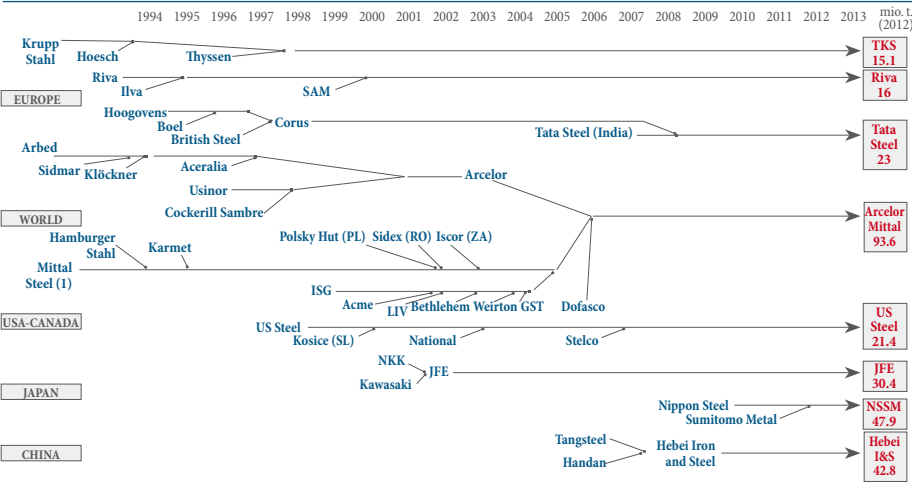 1994 1995 1996 1997 1998 1999 2000 2001 2002 2003 2004 2005 2006 2007 2008 2009 2010 2011 2012 2013 mio. t.
(2012)
Krupp
Stahl
Hoesch
Thyssen
TKS
15.1
Riva
Ilva
SAM
Riva
16
EUROPE
Hoogovens
Boel
British Steel
Corus
Tata Steel (India)
Tata
Steel
23
Arbed
Sidmar
Klöckner
Aceralia
Usinor
Cockerill Sambre
Arcelor
WORLD
Arcelor
Mittal
93.6
Hamburger
Stahl
Karmet
Polsky Hut (PL) Sidex (RO) Iscor (ZA)
Mittal
Steel (1)
ISG
Acme
LIV
Bethlehem
Weirton
GST
Dofasco
USA-CANADA
US Steel
Kosice (SL)
National
Stelco
US
Steel
21.4
NKK
Kawasaki
JFE
JFE
30.4
JAPAN
Nippon Steel
Sumitomo Metal
NSSM
47.9
CHINA
Tangsteel
Handan
Hebei Iron
and Steel
Hebei
I&S
42.8